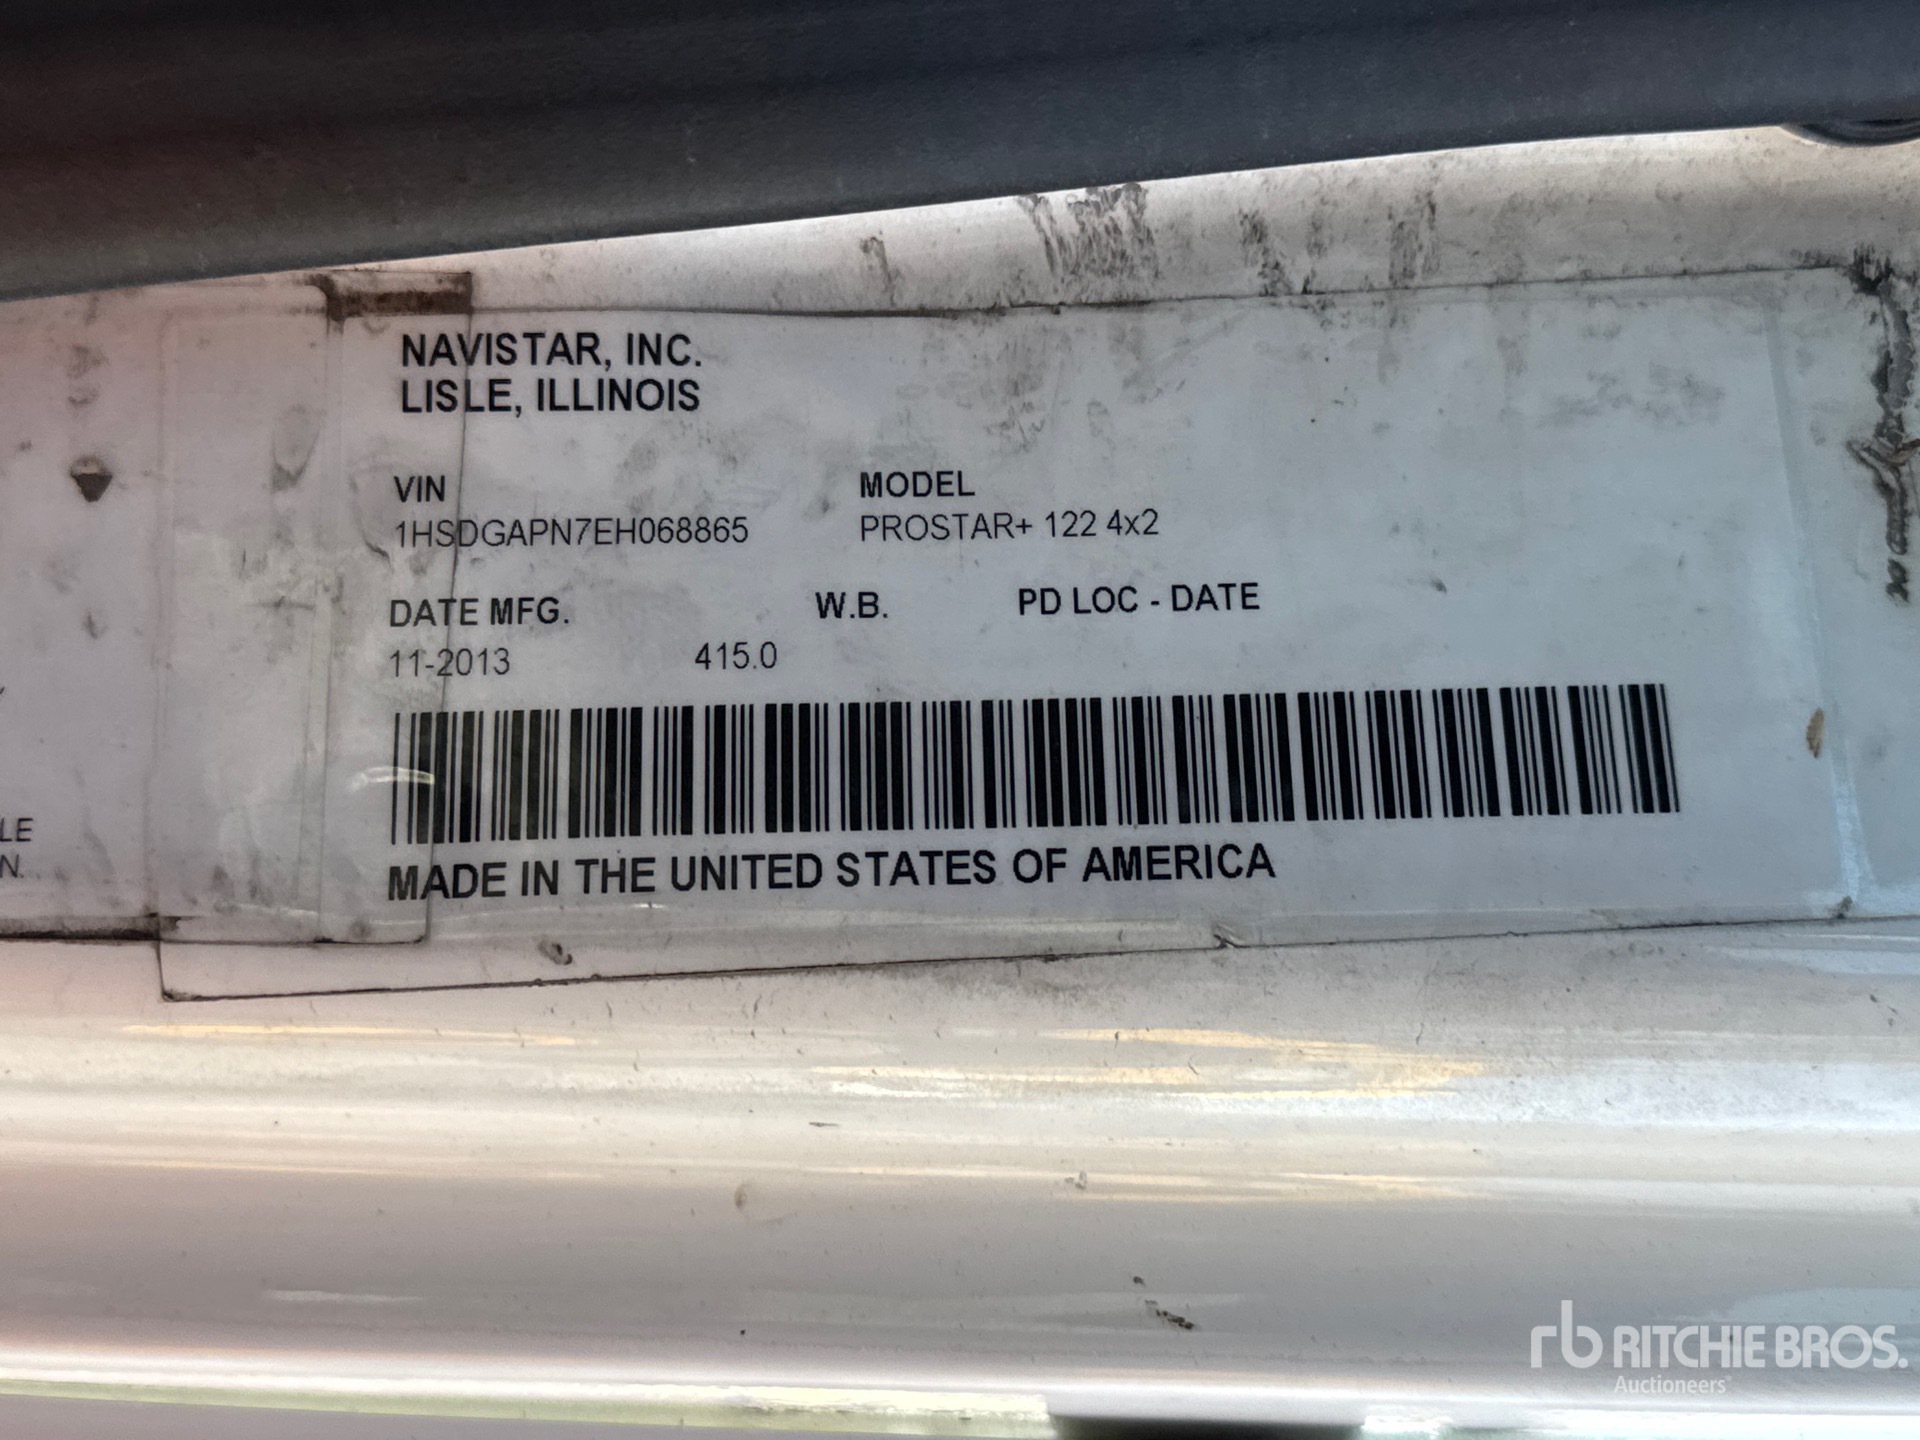 NAVISTAR, INC.
LISLE, ILLINOIS
VIN MODEL
1HSDGAPN7EH068865 PROSTAR+ 122 4x2
DATE MFG. W.B. PD LOC - DATE
11-2013 415.0
MADE IN THE UNITED STATES OF AMERICA
LE
N.
rb RITCHIE BROS.
Auctioneers